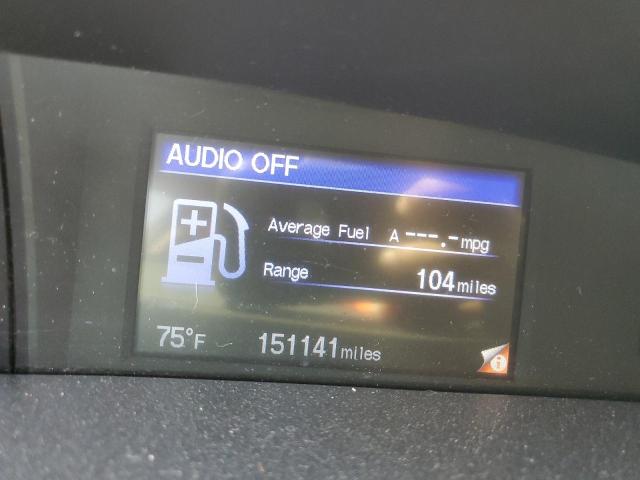 AUDIO OFF
Average Fuel A ---.- mpg
Range 104 miles
75°F 151141 miles